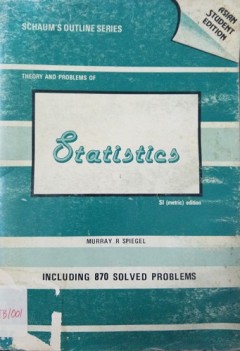 SCHAUM'S OUTLINE SERIES
ASIAN
STUDENT
EDITION
THEORY AND PROBLEMS OF
Statistics
SI (metric) edition
MURRAY R SPIEGEL
INCLUDING 870 SOLVED PROBLEMS